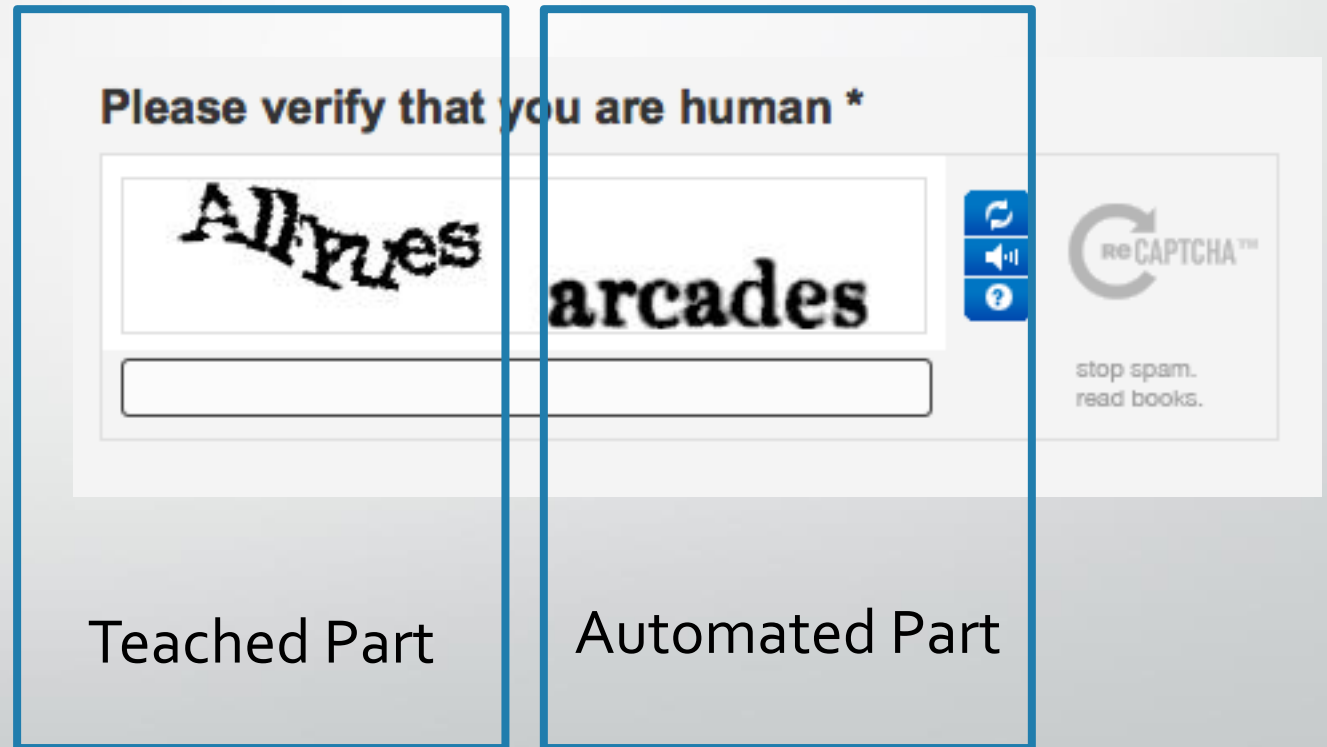 Please verify that you are human *
arcades
reCAPTCHA™
stop spam.
read books.
Teached Part
Automated Part